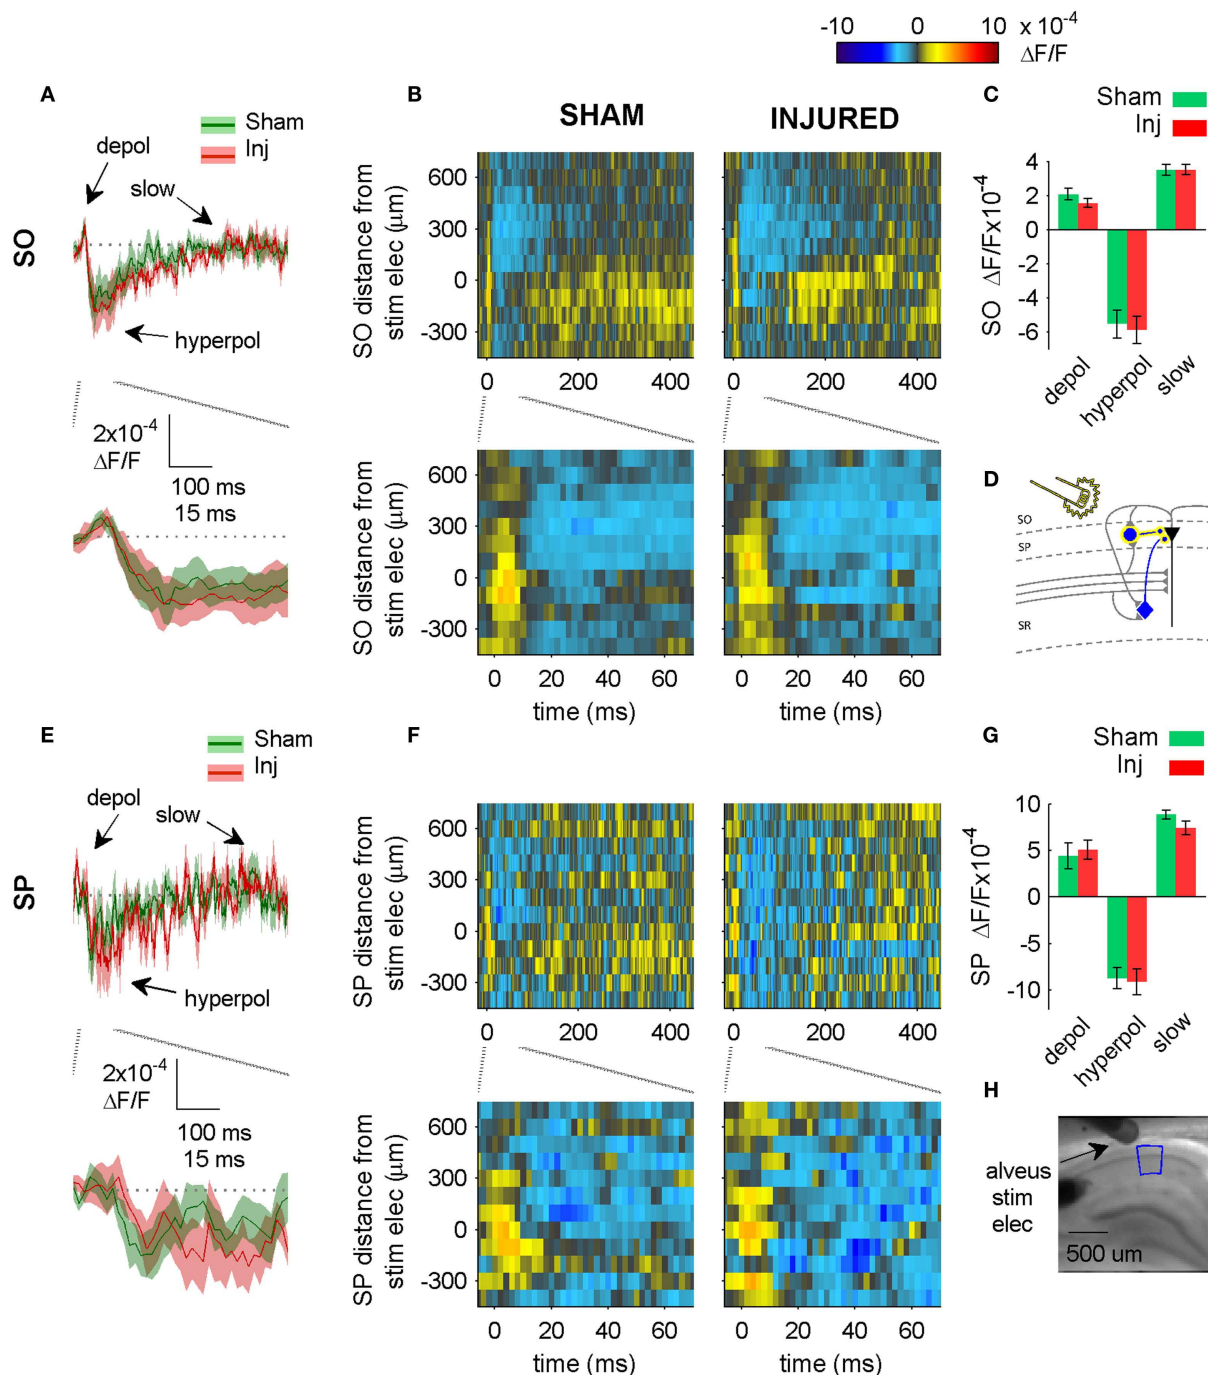 -10 0 10 x 10-4
ΔF/F
A
Sham
Inj
depol
slow
SO
hyperpol
2x10-4
ΔF/F
100 ms
15 ms
B
SHAM
INJURED
SO distance from
stim elec (µm)
600
300
0
-300
0 200 400
0 200 400
SO distance from
stim elec (µm)
600
300
0
-300
0 20 40 60
0 20 40 60
time (ms)
time (ms)
C
Sham
Inj
SO ΔF/Fx10-4
4
2
0
-2
-4
-6
depol
hyperpol
slow
D
SO
SP
SR
E
Sham
Inj
depol
slow
SP
hyperpol
2x10-4
ΔF/F
100 ms
15 ms
F
SP distance from
stim elec (µm)
600
300
0
-300
0 200 400
0 200 400
SP distance from
stim elec (µm)
600
300
0
-300
0 20 40 60
0 20 40 60
time (ms)
time (ms)
G
Sham
Inj
SP ΔF/Fx10-4
10
5
0
-5
-10
depol
hyperpol
slow
H
alveus
stim
elec
500 um